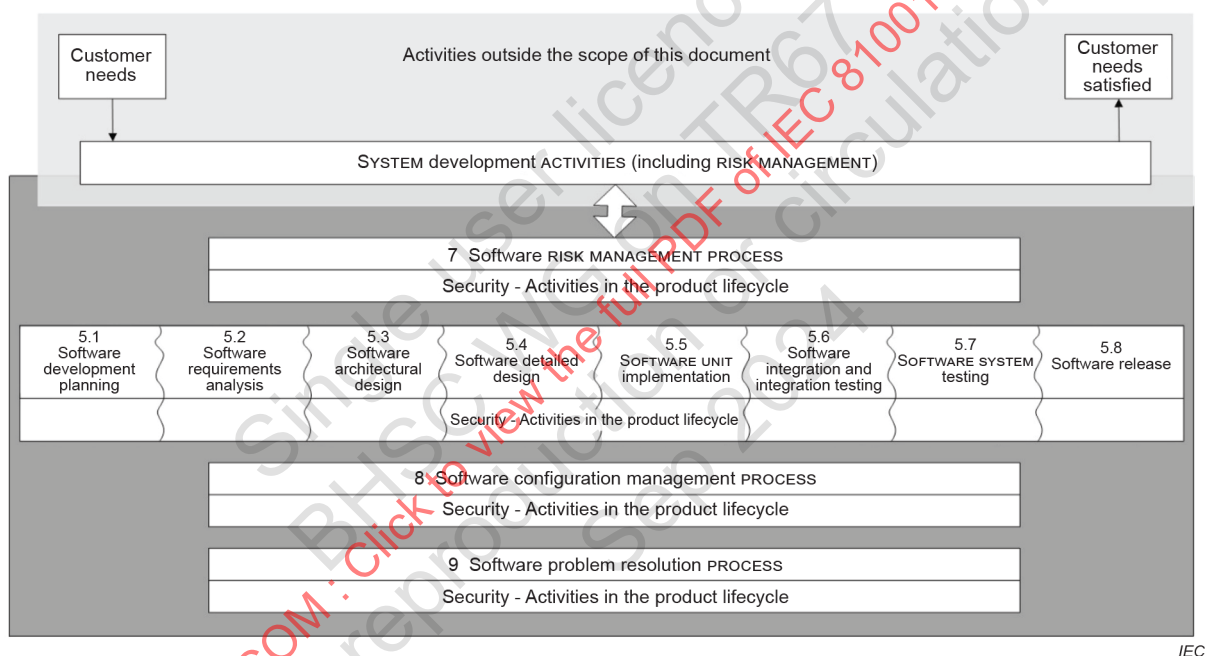 Customer
needs
Activities outside the scope of this document
Customer
needs
satisfied
SYSTEM development ACTIVITIES (including RISK MANAGEMENT)
7 Software RISK MANAGEMENT PROCESS
Security - Activities in the product lifecycle
5.1
Software
development
planning
5.2
Software
requirements
analysis
5.3
Software
architectural
design
5.4
Software detailed
design
5.5
SOFTWARE UNIT
implementation
5.6
Software
integration and
integration testing
5.7
SOFTWARE SYSTEM
testing
5.8
Software release
Security - Activities in the product lifecycle
8 Software configuration management PROCESS
Security - Activities in the product lifecycle
9 Software problem resolution PROCESS
Security - Activities in the product lifecycle
IEC
Single user licenc
BHSC WG on TR67
reproduction or circulation
Sep 2024
OM : Click to view the full PDF of IEC 81001